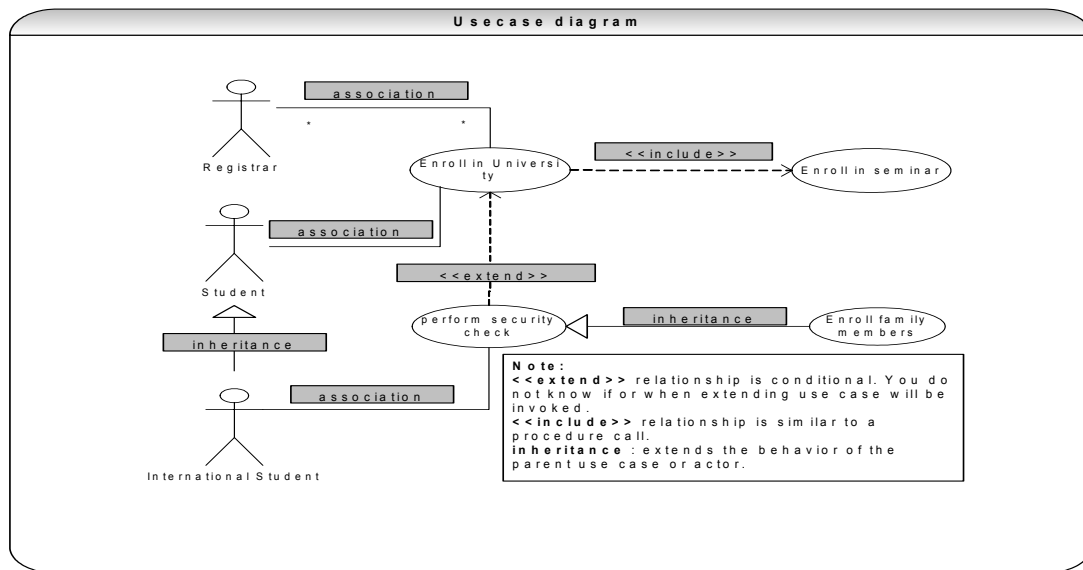 Usecase diagram
association
*
*
Registrar
Enroll in Universi
ty
<<include>>
Enroll in seminar
association
Student
<<extend>>
perform security
check
inheritance
Enroll family
members
inheritance
association
International Student
Note:
<<extend>> relationship is conditional. You do
not know if or when extending use case will be
invoked.
<<include>> relationship is similar to a
procedure call.
inheritance : extends the behavior of the
parent use case or actor.